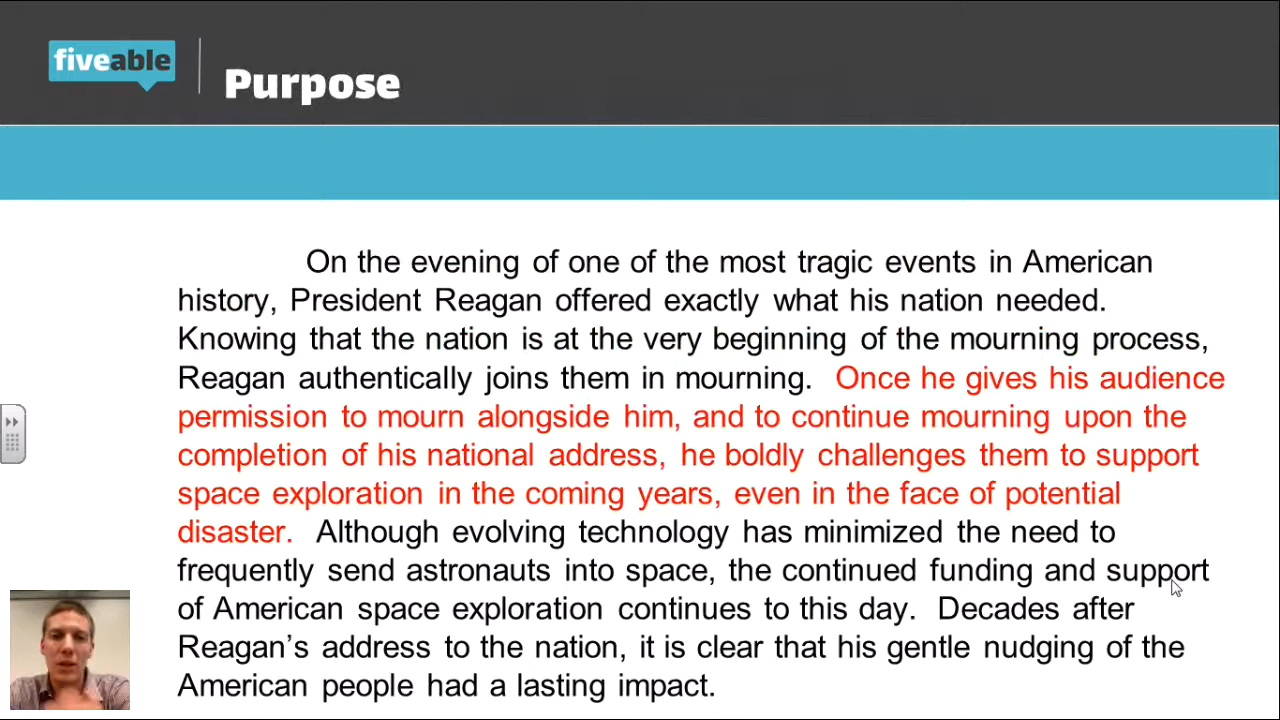 fiveable
Purpose
On the evening of one of the most tragic events in American
history, President Reagan offered exactly what his nation needed.
Knowing that the nation is at the very beginning of the mourning process,
Reagan authentically joins them in mourning. Once he gives his audience
permission to mourn alongside him, and to continue mourning upon the
completion of his national address, he boldly challenges them to support
space exploration in the coming years, even in the face of potential
disaster. Although evolving technology has minimized the need to
frequently send astronauts into space, the continued funding and support
of American space exploration continues to this day. Decades after
Reagan’s address to the nation, it is clear that his gentle nudging of the
American people had a lasting impact.